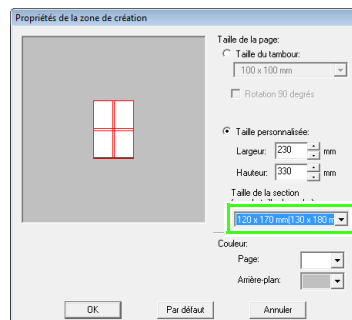 Propriétés de la zone de création
Taille de la page:
Taille du tambour:
100 x 100 mm
Rotation 90 degrés
Taille personnalisée:
Largeur: 230 mm
Hauteur: 330 mm
Taille de la section
120 x 170 mm(130 x 180 m
Couleur:
Page:
Arrière-plan:
OK Par défaut Annuler